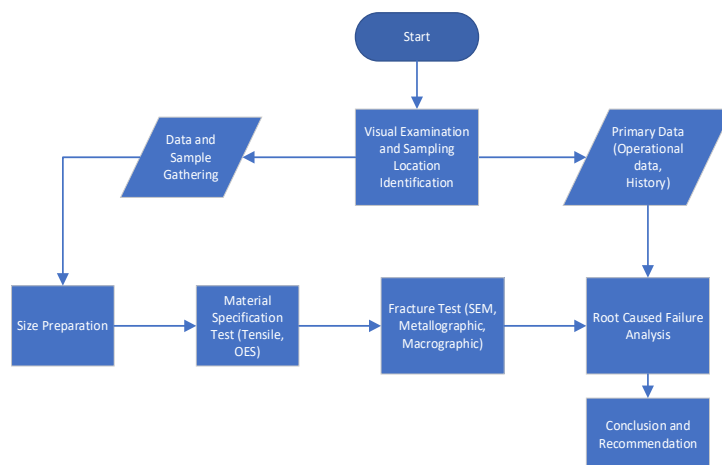 Start
Data and
Sample
Gathering
Visual Examination
and Sampling
Location
Identification
Primary Data
(Operational
data,
History)
Size Preparation
Material
Specification
Test (Tensile,
OES)
Fracture Test (SEM,
Metallographic,
Macrographic)
Root Caused Failure
Analysis
Conclusion and
Recommendation